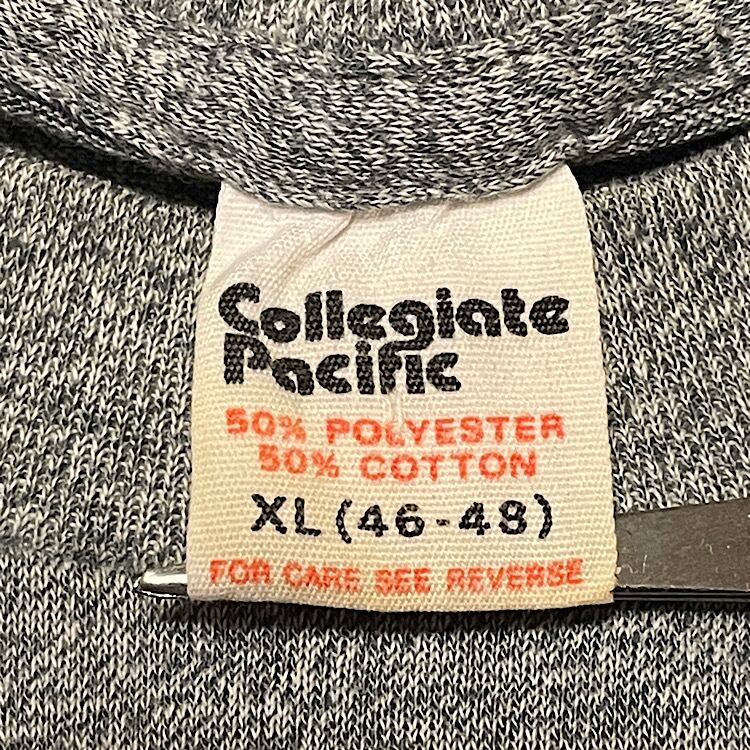 Collegiate
Pacific
50% POLYESTER
50% COTTON
XL (46-48)
FOR CARE SEE REVERSE